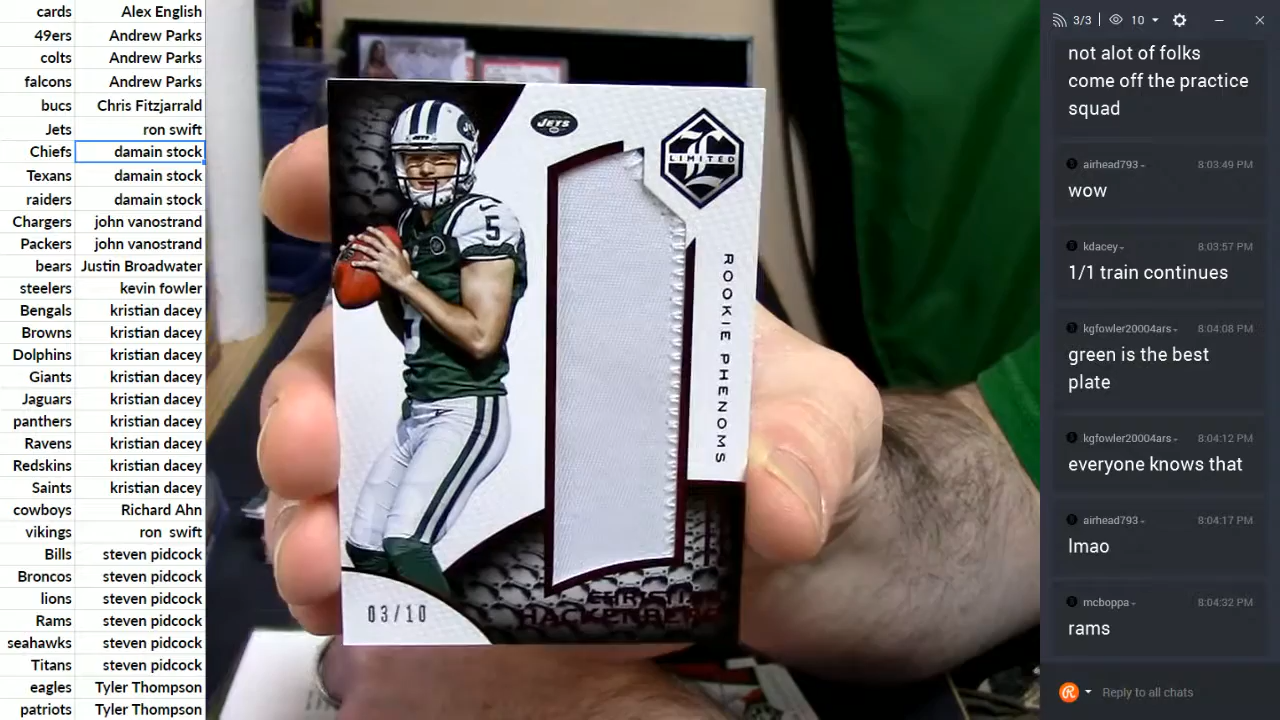 cards Alex English
49ers Andrew Parks
colts Andrew Parks
falcons Andrew Parks
bucs Chris Fitzjarrald
Jets ron swift
Chiefs damain stock
Texans damain stock
raiders damain stock
Chargers john vanostrand
Packers john vanostrand
bears Justin Broadwater
steelers kevin fowler
Bengals kristian dacey
Browns kristian dacey
Dolphins kristian dacey
Giants kristian dacey
Jaguars kristian dacey
panthers kristian dacey
Ravens kristian dacey
Redskins kristian dacey
Saints kristian dacey
cowboys Richard Ahn
vikings ron swift
Bills steven pidcock
Broncos steven pidcock
lions steven pidcock
Rams steven pidcock
seahawks steven pidcock
Titans steven pidcock
eagles Tyler Thompson
patriots Tyler Thompson
JETS
LIMITED
5
ROOKIE PHENOMS
HACKENBERG
03/10
3/3 10
not alot of folks
come off the practice
squad
airhead793 8:03:49 PM
wow
kdacey 8:03:57 PM
1/1 train continues
kgfowler20004ars 8:04:08 PM
green is the best
plate
kgfowler20004ars 8:04:12 PM
everyone knows that
airhead793 8:04:17 PM
lmao
mcboppa 8:04:32 PM
rams
Reply to all chats